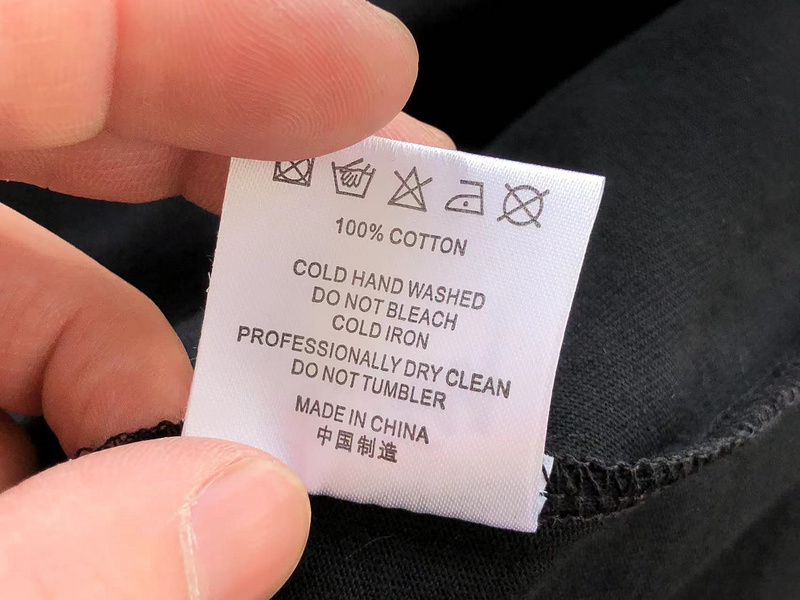 100% COTTON
COLD HAND WASHED
DO NOT BLEACH
COLD IRON
PROFESSIONALLY DRY CLEAN
DO NOT TUMBLER
MADE IN CHINA
中国制造